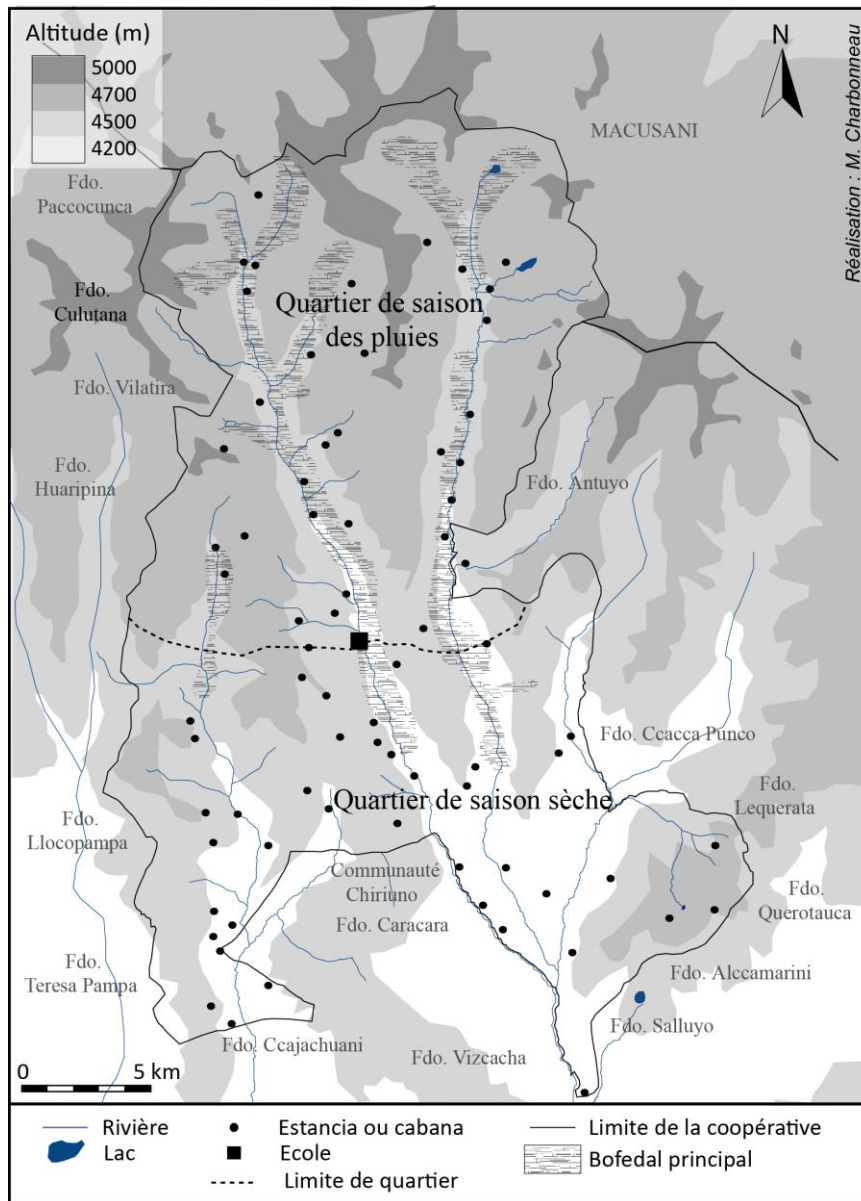 Altitude (m)
5000
4700
4500
4200
N
Réalisation : M. Charbonneau
MACUSANI
Fdo.
Paccocunca
Fdo.
Culutana
Quartier de saison
des pluies
Fdo. Vilatira
Fdo.
Huaripina
Fdo. Antuyo
Fdo. Ccacca Punco
Fdo.
Lequerata
Quartier de saison sèche
Fdo.
Llocopampa
Communauté
Chiriuno
Fdo.
Querotauca
Fdo. Caracara
Fdo.
Teresa Pampa
Fdo. Alccamarini
Fdo. Salluyo
Fdo. Ccajachuani
Fdo. Vizcacha
0 5 km
Rivière
Estancia ou cabana
Limite de la coopérative
Lac
Ecole
Bofedal principal
Limite de quartier